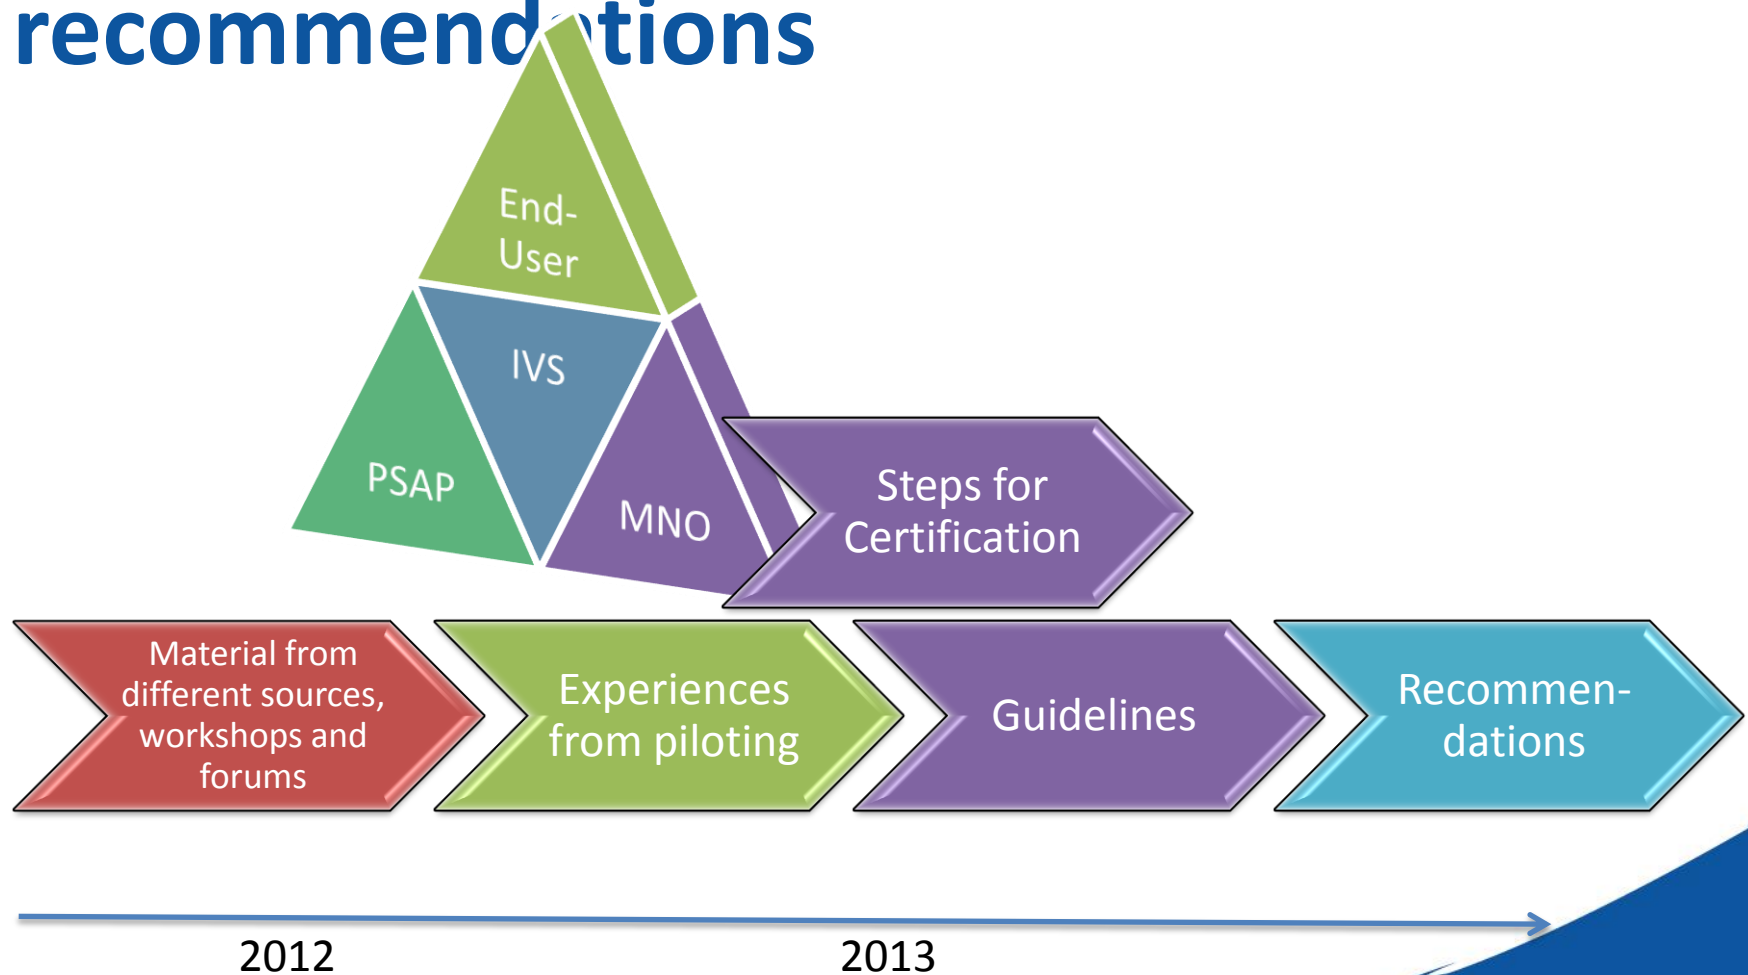 recommendations
End-
User
IVS
PSAP
MNO
Steps for
Certification
Material from
different sources,
workshops and
forums
Experiences
from piloting
Guidelines
Recommen-
dations
2012
2013